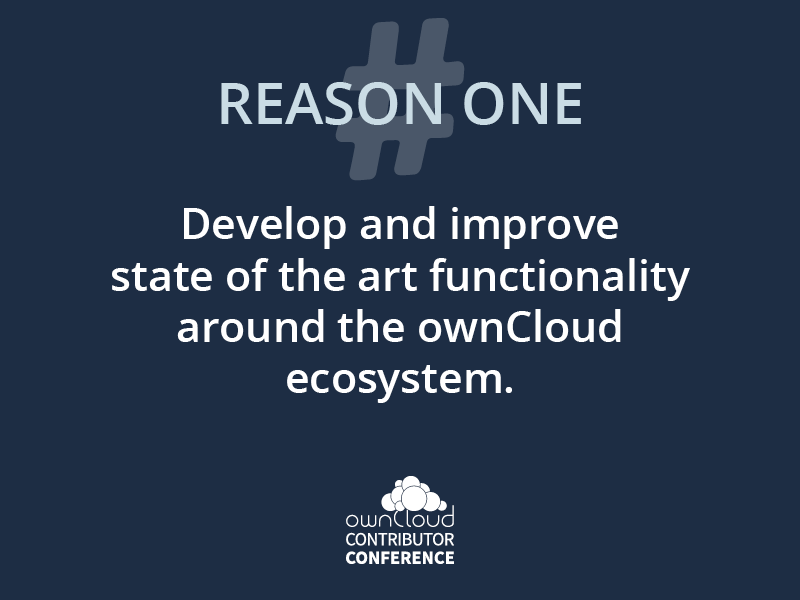 #
REASON ONE
Develop and improve
state of the art functionality
around the ownCloud
ecosystem.
ownCloud
CONTRIBUTOR
CONFERENCE